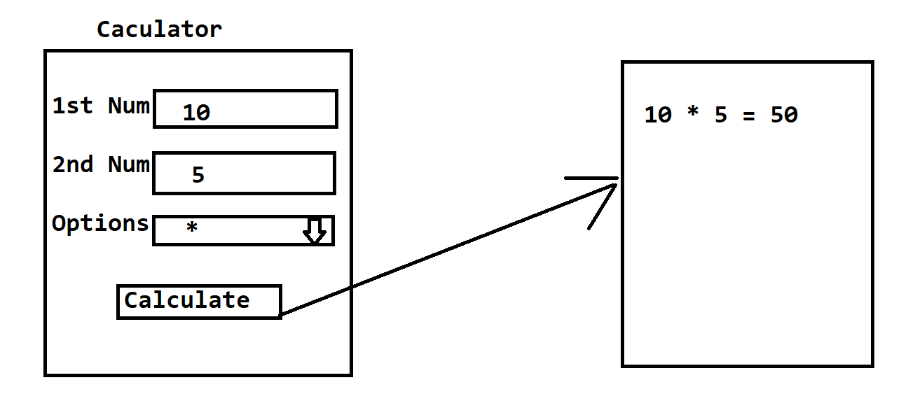 Caculator
1st Num 10
2nd Num 5
Options *
Calculate
10 * 5 = 50